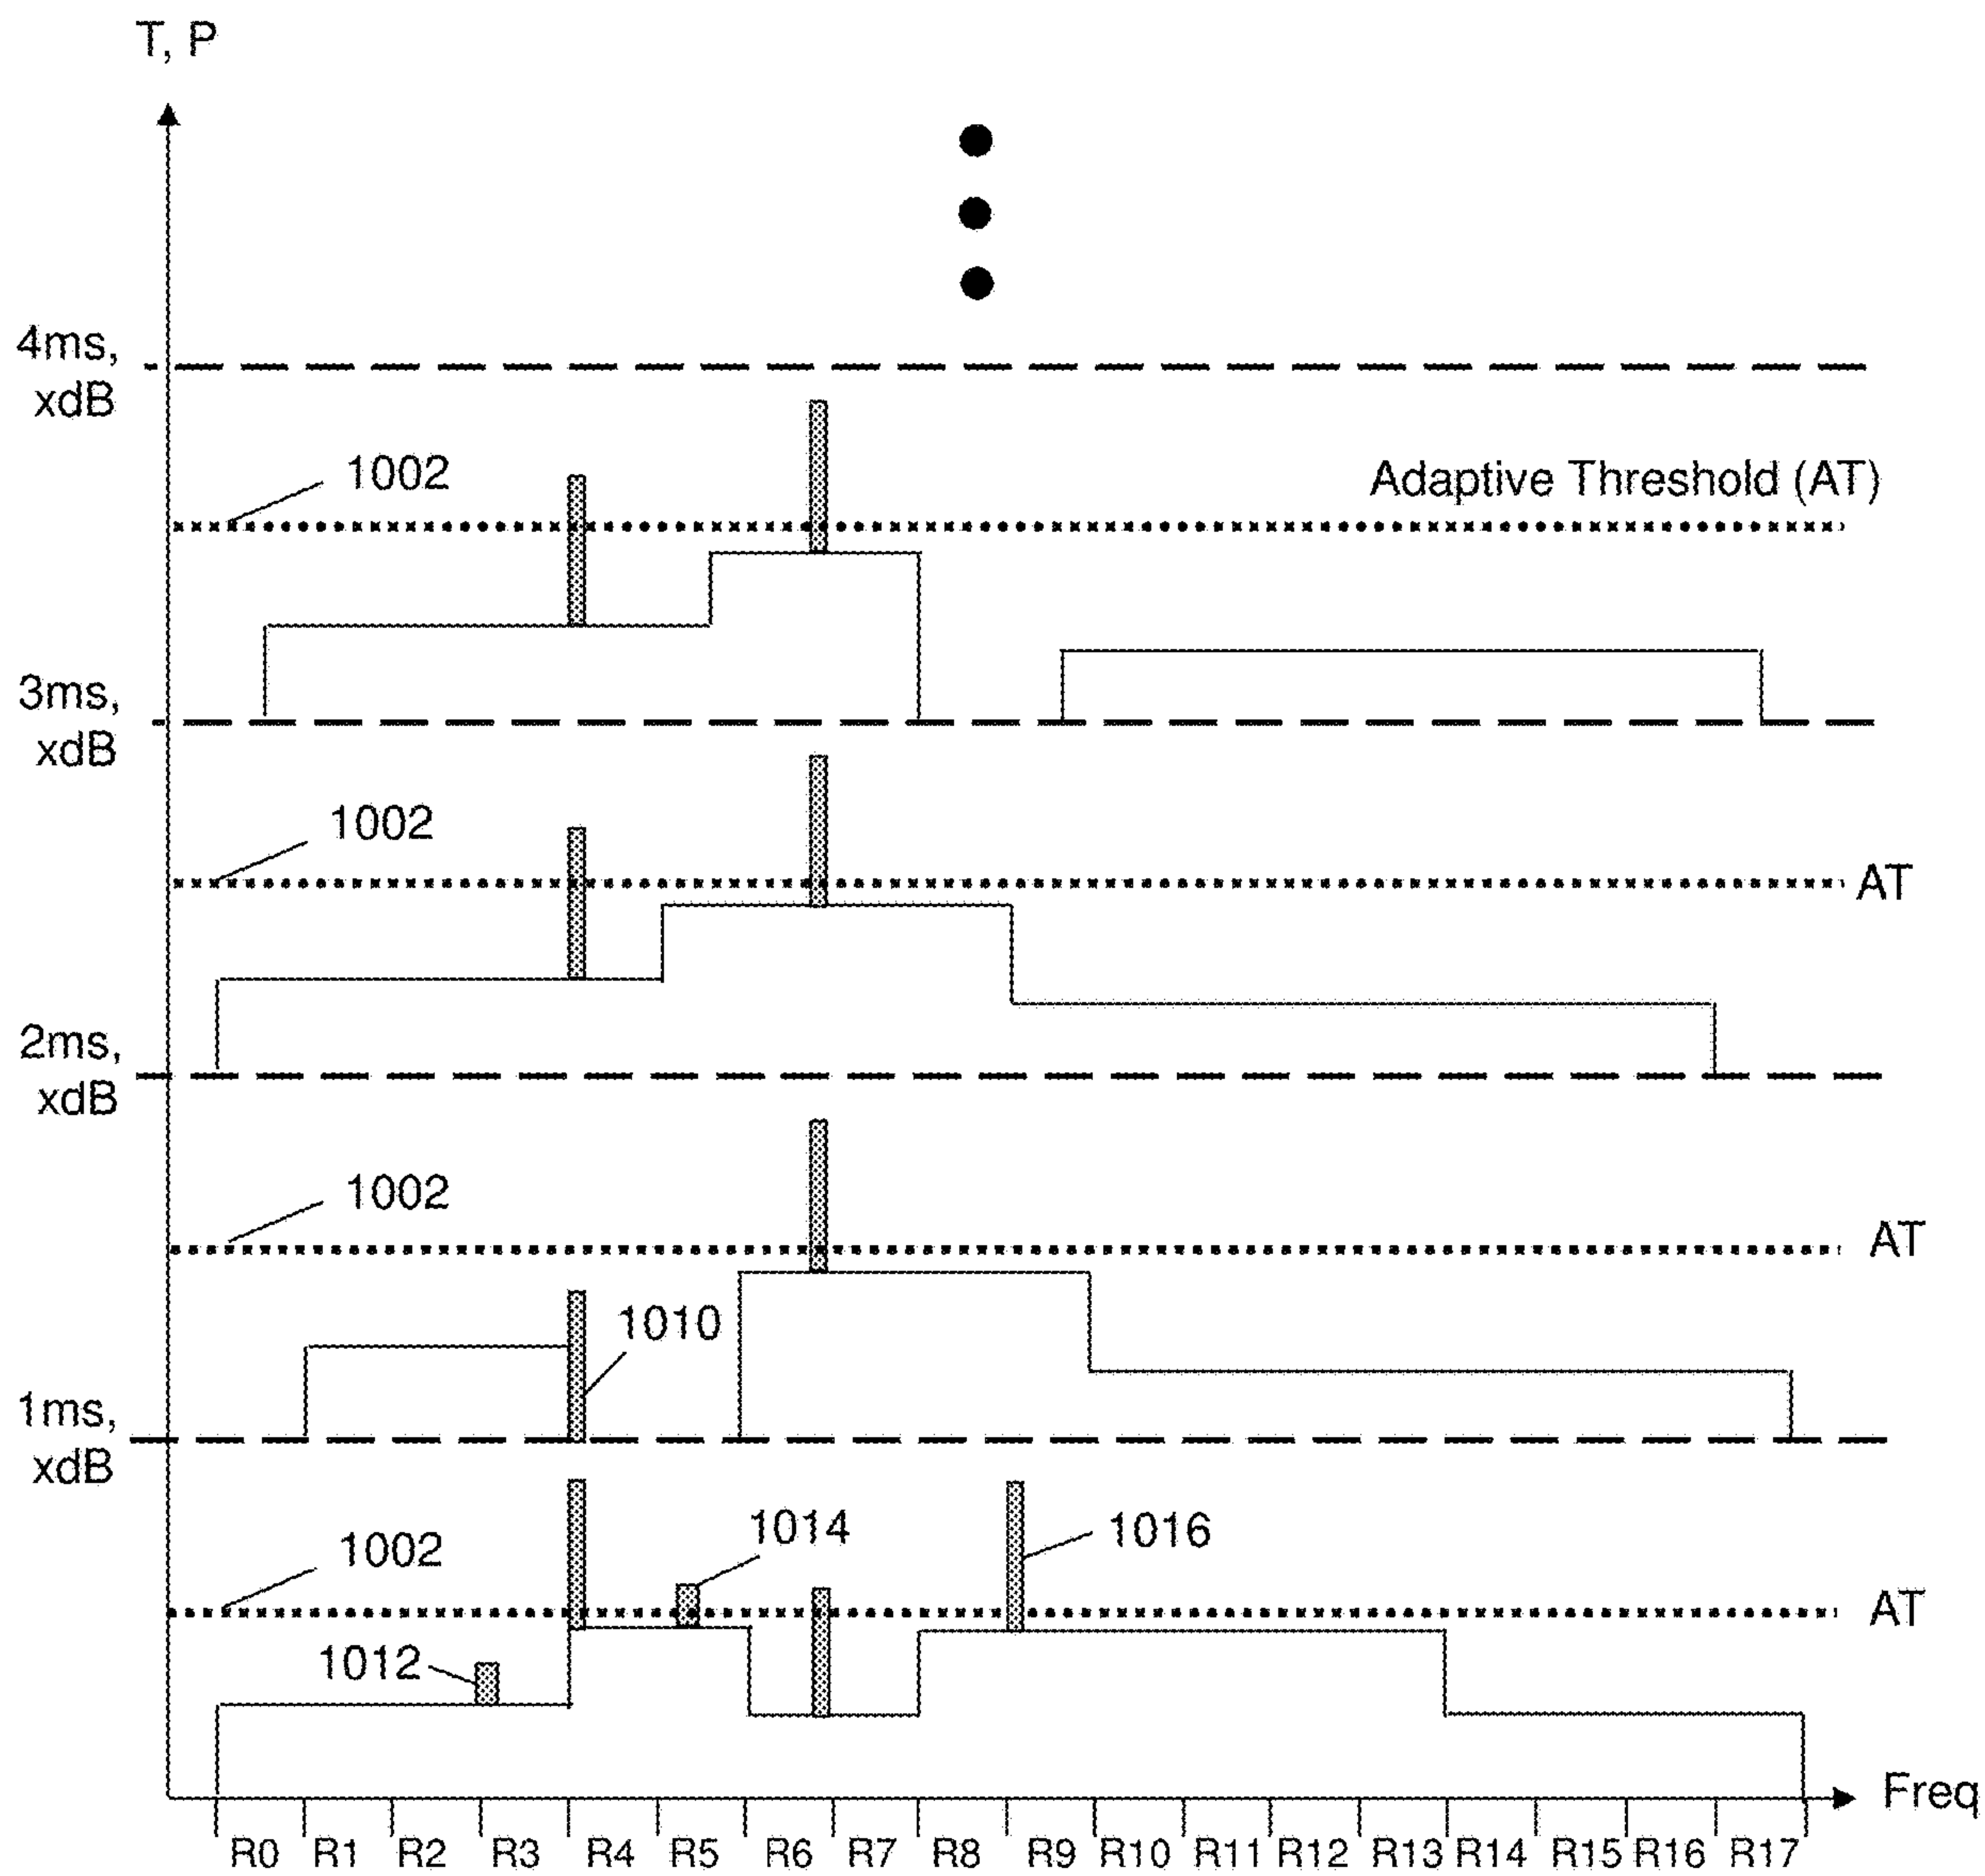 T, P
4ms,
xdB
1002
Adaptive Threshold (AT)
3ms,
xdB
1002
AT
2ms,
xdB
1002
AT
1010
1ms,
xdB
1014
1016
1002
AT
1012
Freq
R0 R1 R2 R3 R4 R5 R6 R7 R8 R9 R10 R11 R12 R13 R14 R15 R16 R17